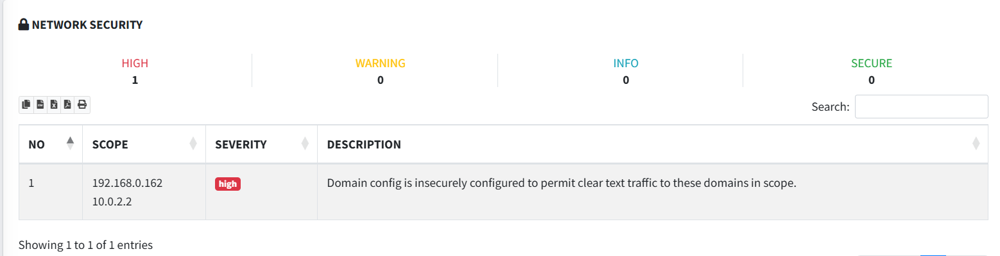 NETWORK SECURITY
HIGH
1
WARNING
0
INFO
0
SECURE
0
Search:
NO SCOPE SEVERITY DESCRIPTION
1 192.168.0.162 high Domain config is insecurely configured to permit clear text traffic to these domains in scope.
10.0.2.2
Showing 1 to 1 of 1 entries